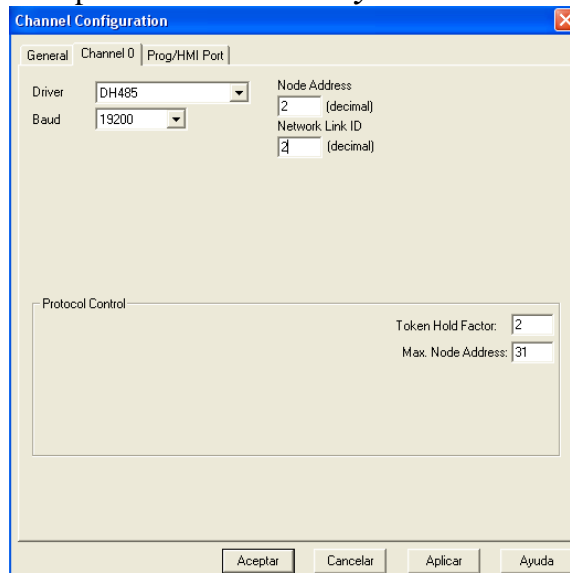 Channel Configuration
General Channel 0 Prog/HMI Port
Driver DH485
Baud 19200
Node Address
2 (decimal)
Network Link ID
2 (decimal)
Protocol Control
Token Hold Factor: 2
Max. Node Address: 31
Aceptar Cancelar Aplicar Ayuda